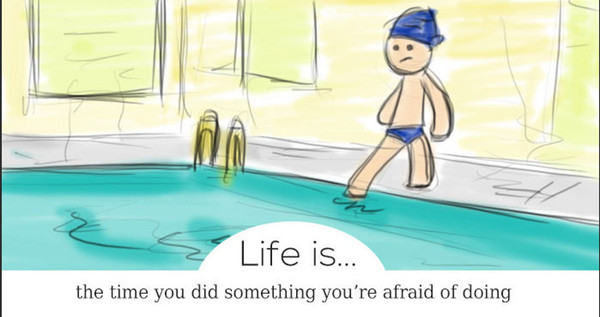 Life is...
the time you did something you're afraid of doing